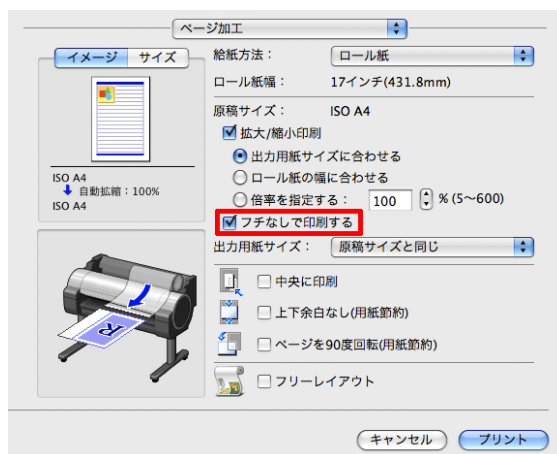 ページ加工
イメージ サイズ
給紙方法： ロール紙
ロール紙幅： 17インチ(431.8mm)
原稿サイズ： ISO A4
拡大/縮小印刷
出力用紙サイズに合わせる
ロール紙の幅に合わせる
倍率を指定する： 100 % (5〜600)
フチなしで印刷する
出力用紙サイズ： 原稿サイズと同じ
ISO A4
自動拡縮：100%
ISO A4
中央に印刷
上下余白なし(用紙節約)
ページを90度回転(用紙節約)
フリーレイアウト
R
キャンセル プリント